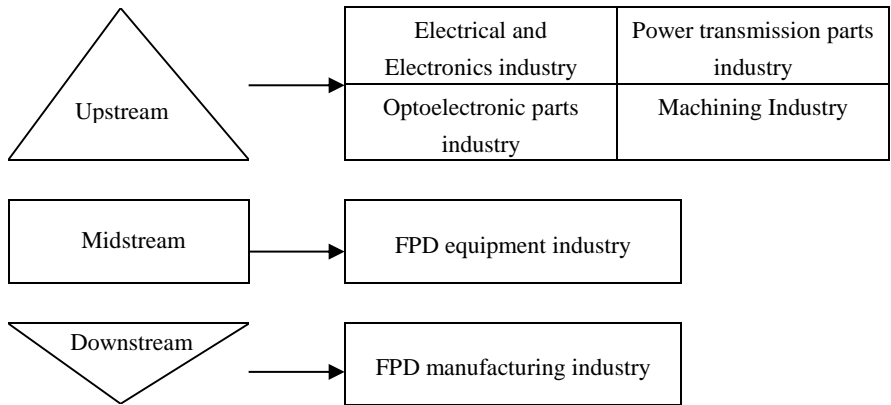 Upstream
Electrical and
Electronics industry
Power transmission parts
industry
Optoelectronic parts
industry
Machining Industry
Midstream
FPD equipment industry
Downstream
FPD manufacturing industry